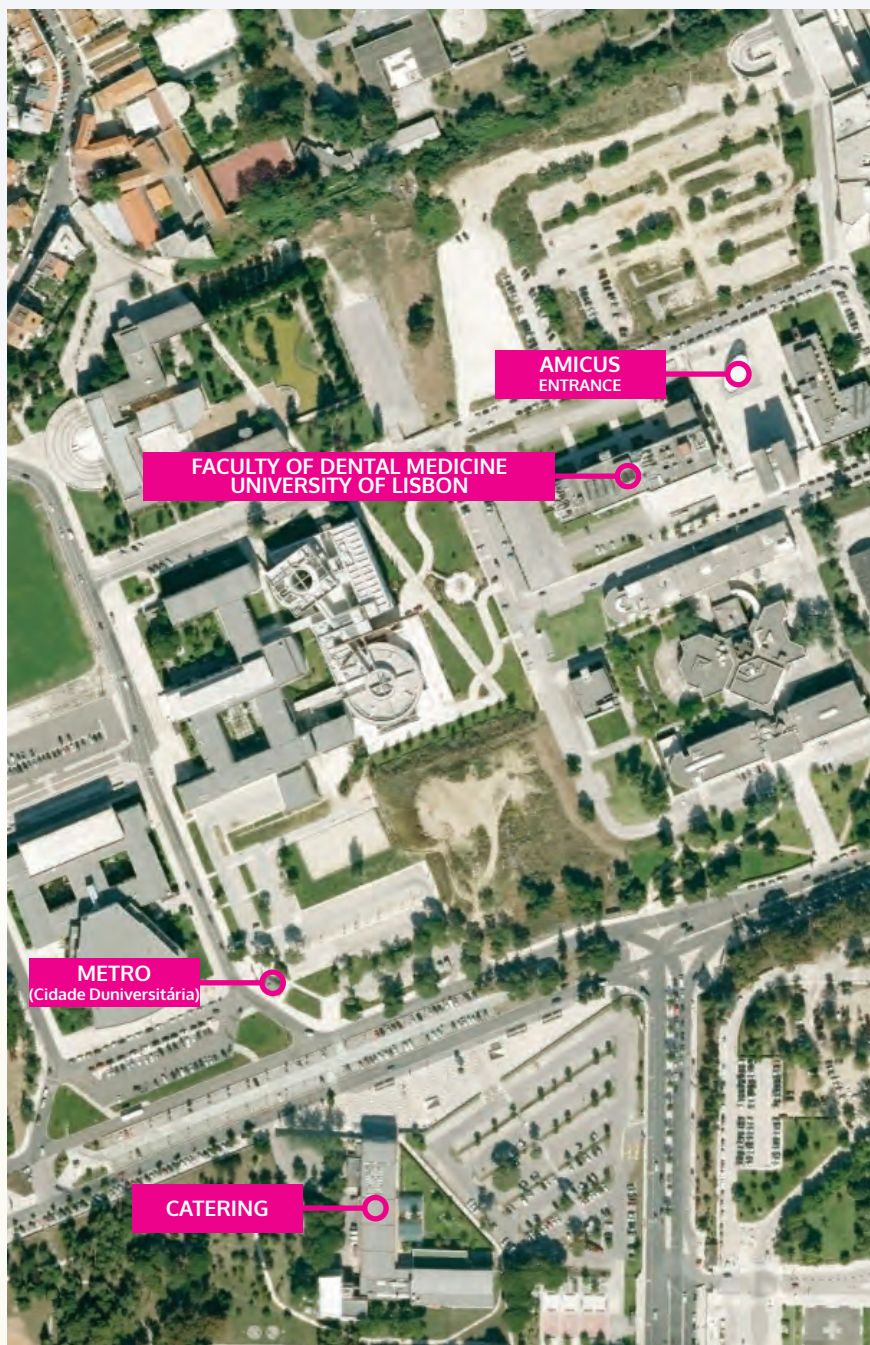 AMICUS
ENTRANCE
FACULTY OF DENTAL MEDICINE
UNIVERSITY OF LISBON
METRO
(Cidade Duniversitária)
CATERING